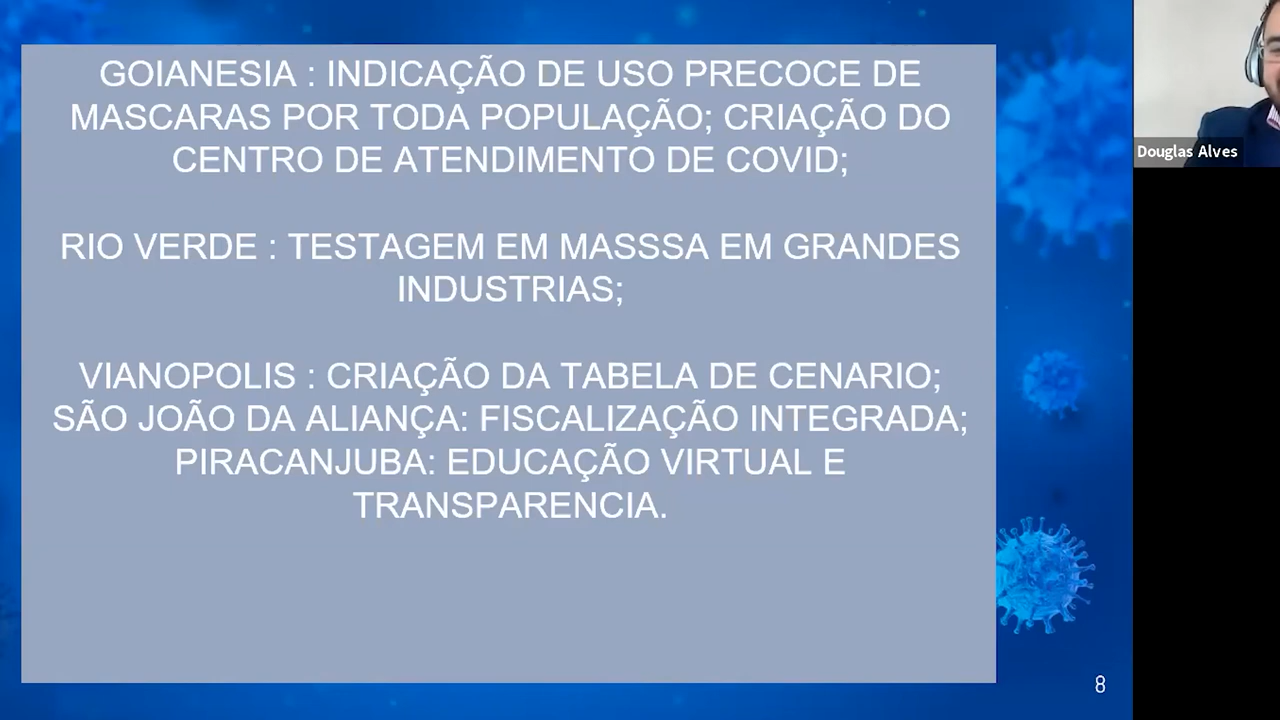 GOIANESIA : INDICAÇÃO DE USO PRECOCE DE
MASCARAS POR TODA POPULAÇÃO; CRIAÇÃO DO
CENTRO DE ATENDIMENTO DE COVID;
RIO VERDE : TESTAGEM EM MASSSA EM GRANDES
INDUSTRIAS;
VIANOPOLIS : CRIAÇÃO DA TABELA DE CENARIO;
SÃO JOÃO DA ALIANÇA: FISCALIZAÇÃO INTEGRADA;
PIRACANJUBA: EDUCAÇÃO VIRTUAL E
TRANSPARENCIA.
8
Douglas Alves